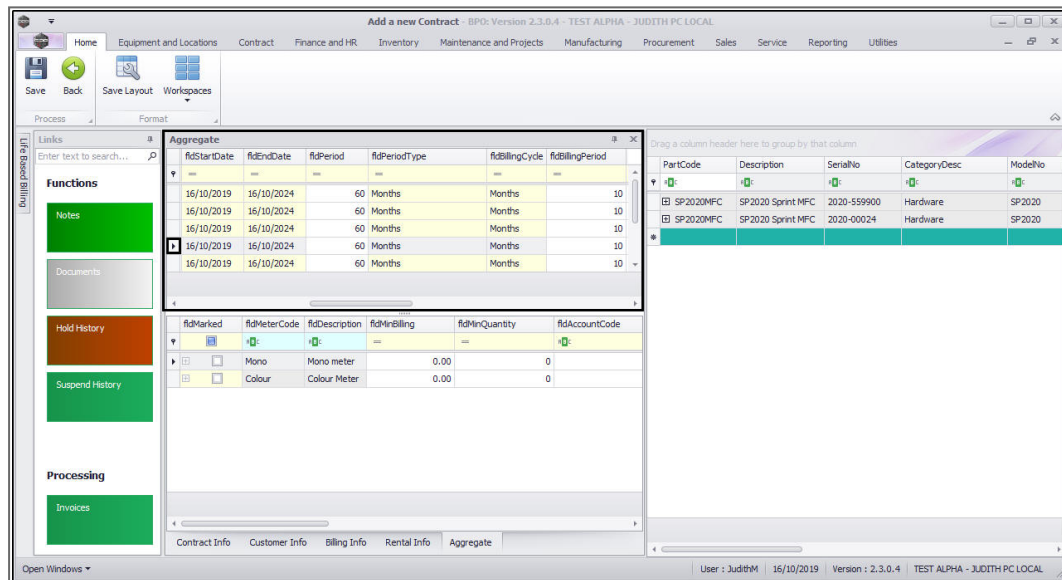 Add a new Contract - BPO: Version 2.3.0.4 - TEST ALPHA - JUDITH PC LOCAL
Home Equipment and Locations Contract Finance and HR Inventory Maintenance and Projects Manufacturing Procurement Sales Service Reporting Utilities
Save Back Save Layout Workspaces
Process Format
Life Based Billing
Links
Enter text to search...
Functions
Notes
Documents
Hold History
Suspend History
Processing
Invoices
Aggregate
fldStartDate fldEndDate fldPeriod fldPeriodType fldBillingCycle fldBillingPeriod
= = = = = =
16/10/2019 16/10/2024 60 Months Months 10
16/10/2019 16/10/2024 60 Months Months 10
16/10/2019 16/10/2024 60 Months Months 10
16/10/2019 16/10/2024 60 Months Months 10
16/10/2019 16/10/2024 60 Months Months 10
fldMarked fldMeterCode fldDescription fldMinBilling fldMinQuantity fldAccountCode
Mono Mono meter 0.00 0
Colour Colour Meter 0.00 0
Contract Info Customer Info Billing Info Rental Info Aggregate
Drag a column header here to group by that column
PartCode Description SerialNo CategoryDesc ModelNo
SP2020MFC SP2020 Sprint MFC 2020-559900 Hardware SP2020
SP2020MFC SP2020 Sprint MFC 2020-00024 Hardware SP2020
Open Windows User : JudithM 16/10/2019 Version : 2.3.0.4 TEST ALPHA - JUDITH PC LOCAL